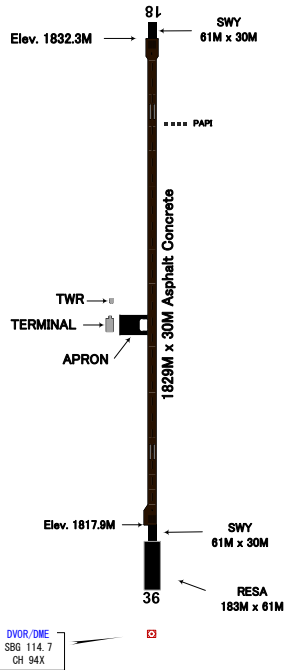 18
SWY
61M x 30M
Elev. 1832.3M
PAPI
1829M x 30M Asphalt Concrete
TWR
TERMINAL
APRON
Elev. 1817.9M
SWY
61M x 30M
RESA
183M x 61M
36
DVOR/DME
SBG 114.7
CH 94X